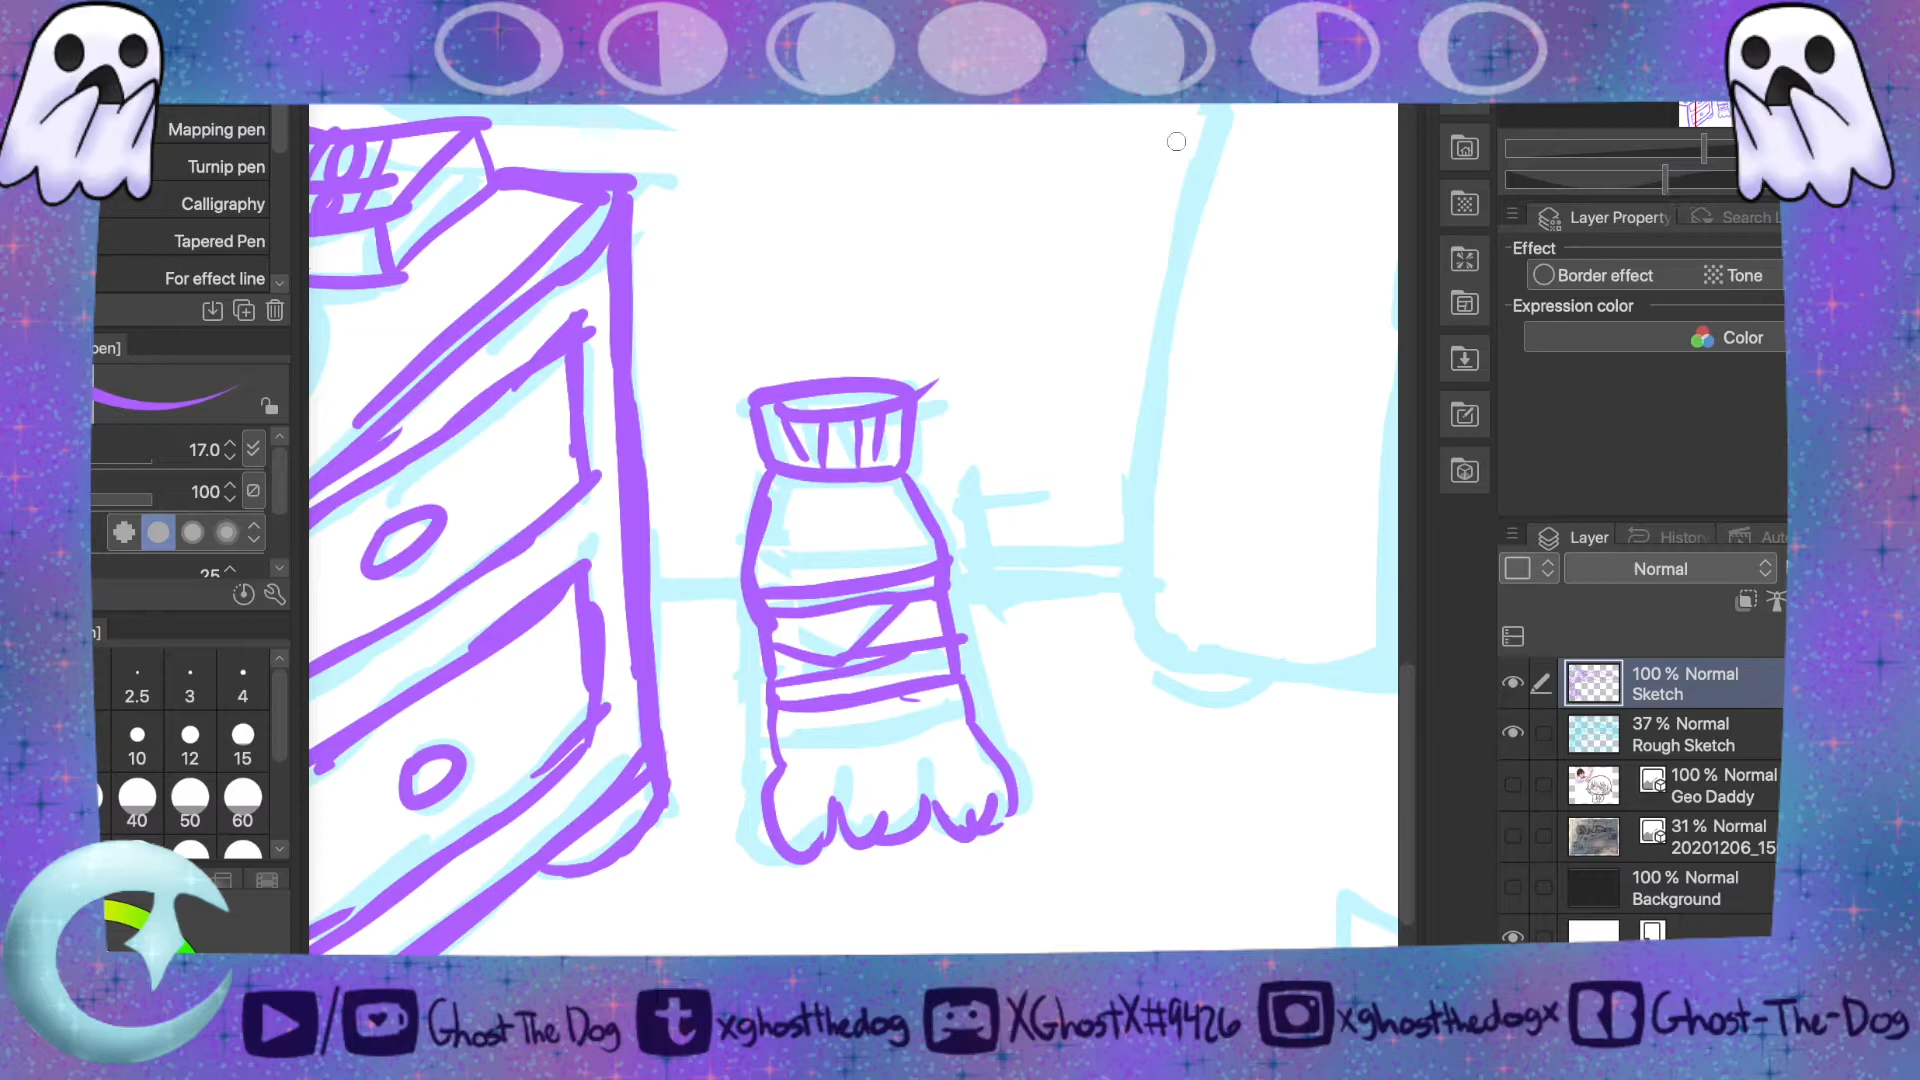 Mapping pen
Turnip pen
Calligraphy
Tapered Pen
For effect line
pen]
17.0
100
25
2.5 3 4
10 12 15
40 50 60
Layer Property Search L
Effect
Border effect Tone
Expression color
Color
Layer History Aut
Normal
100 % Normal
Sketch
37 % Normal
Rough Sketch
100 % Normal
Geo Daddy
31 % Normal
20201206_15
100 % Normal
Background
/ Ghost The Dog xghostthedog XGhostX#9426 xghostthedogx Ghost-The-Dog